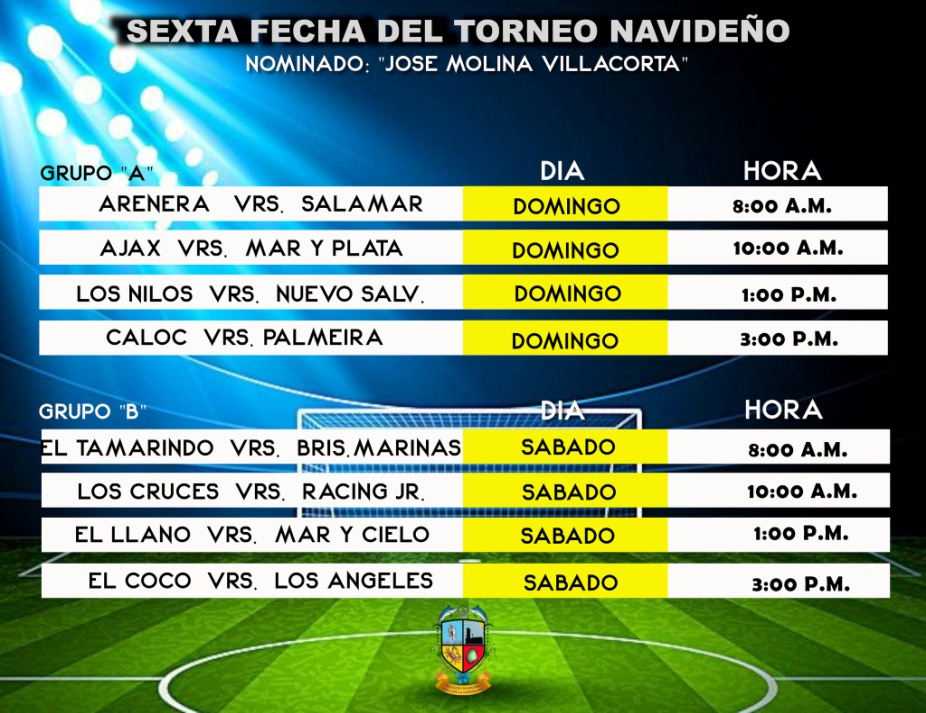 SEXTA FECHA DEL TORNEO NAVIDEÑO
NOMINADO: "JOSE MOLINA VILLACORTA"
GRUPO "A" DIA HORA
ARENERA VRS. SALAMAR DOMINGO 8:00 A.M.
AJAX VRS. MAR Y PLATA DOMINGO 10:00 A.M.
LOS NILOS VRS. NUEVO SALV. DOMINGO 1:00 P.M.
CALOC VRS. PALMEIRA DOMINGO 3:00 P.M.
GRUPO "B" DIA HORA
EL TAMARINDO VRS. BRIS.MARINAS SABADO 8:00 A.M.
LOS CRUCES VRS. RACING JR. SABADO 10:00 A.M.
EL LLANO VRS. MAR Y CIELO SABADO 1:00 P.M.
EL COCO VRS. LOS ANGELES SABADO 3:00 P.M.